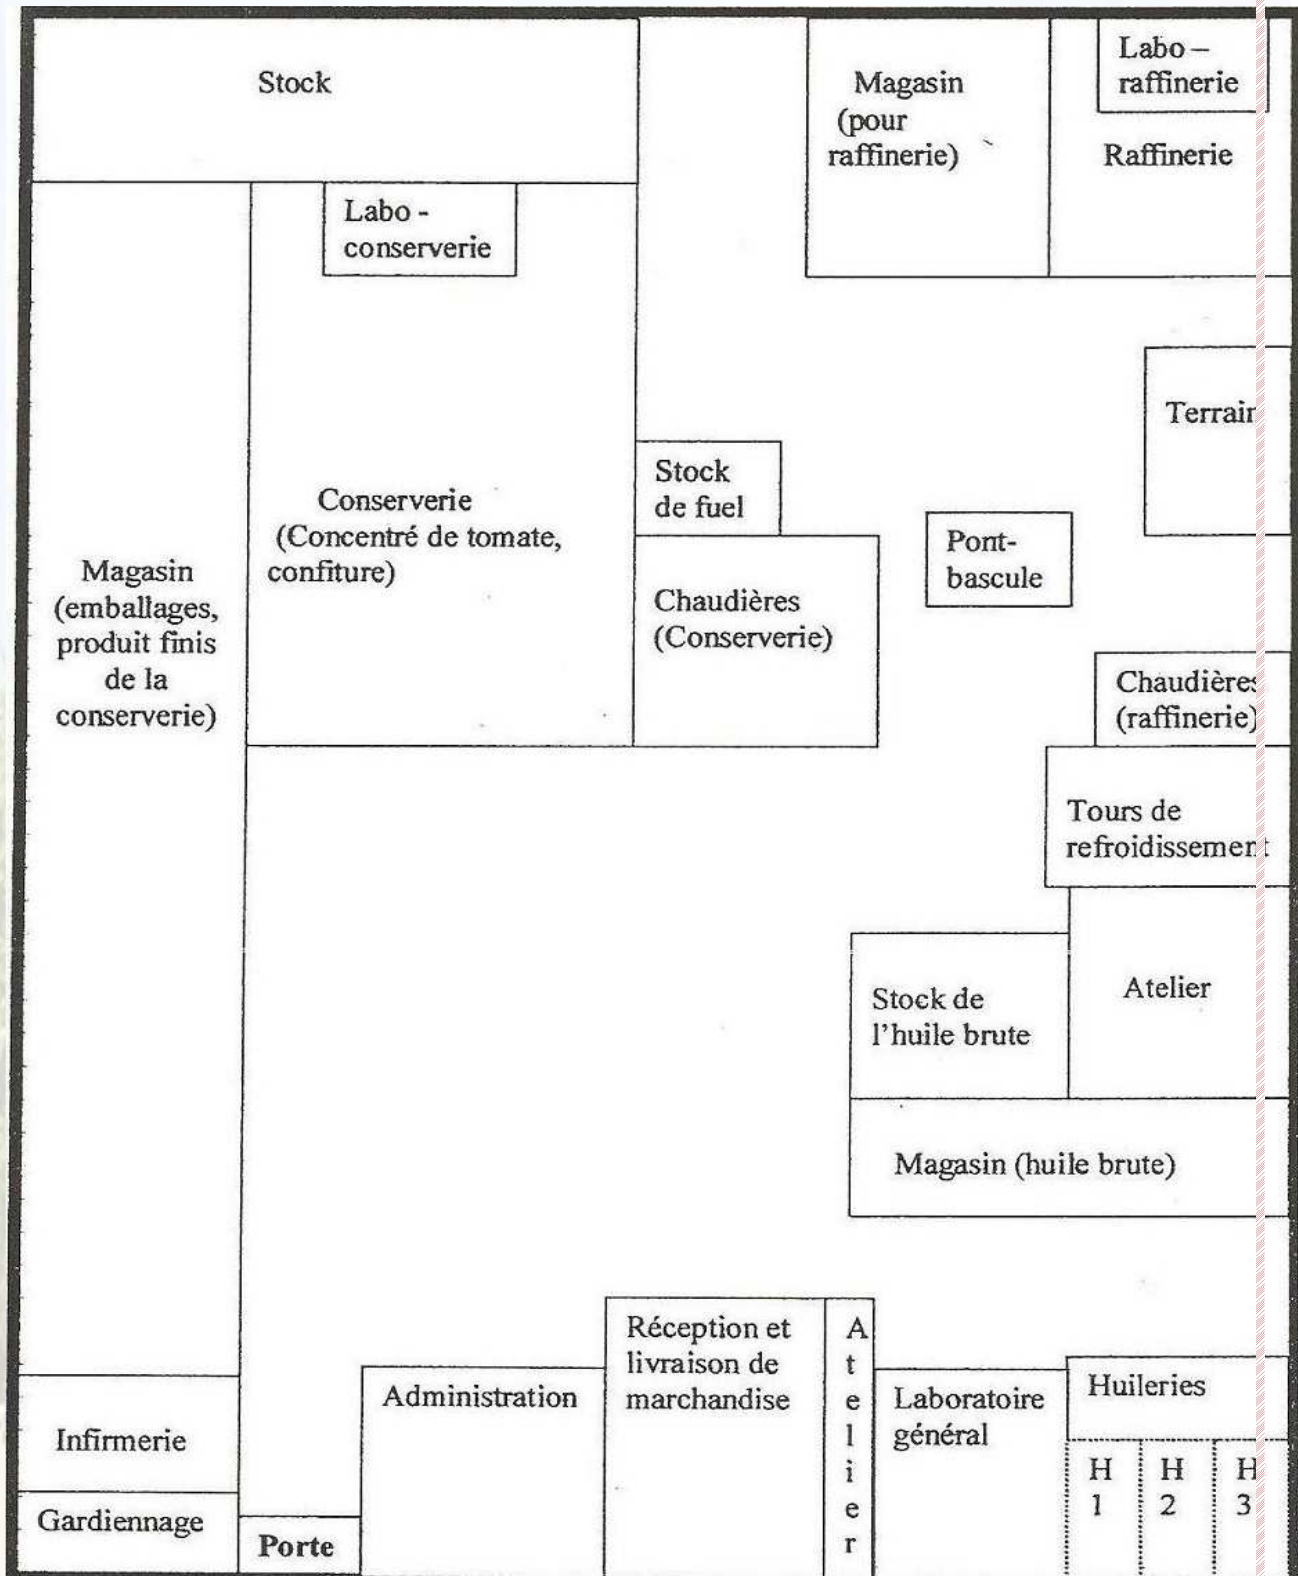 Stock
Magasin
(pour
raffinerie)
Labo –
raffinerie
Raffinerie
Labo -
conserverie
Terrain
Stock
de fuel
Conserverie
(Concentré de tomate,
confiture)
Pont-
bascule
Magasin
(emballages,
produit finis
de la
conserverie)
Chaudières
(Conserverie)
Chaudières
(raffinerie)
Tours de
refroidissement
Stock de
l'huile brute
Atelier
Magasin (huile brute)
Réception et
livraison de
marchandise
A
t
e
l
i
e
r
Administration
Laboratoire
général
Huileries
H
1
H
2
H
3
Infirmerie
Gardiennage
Porte